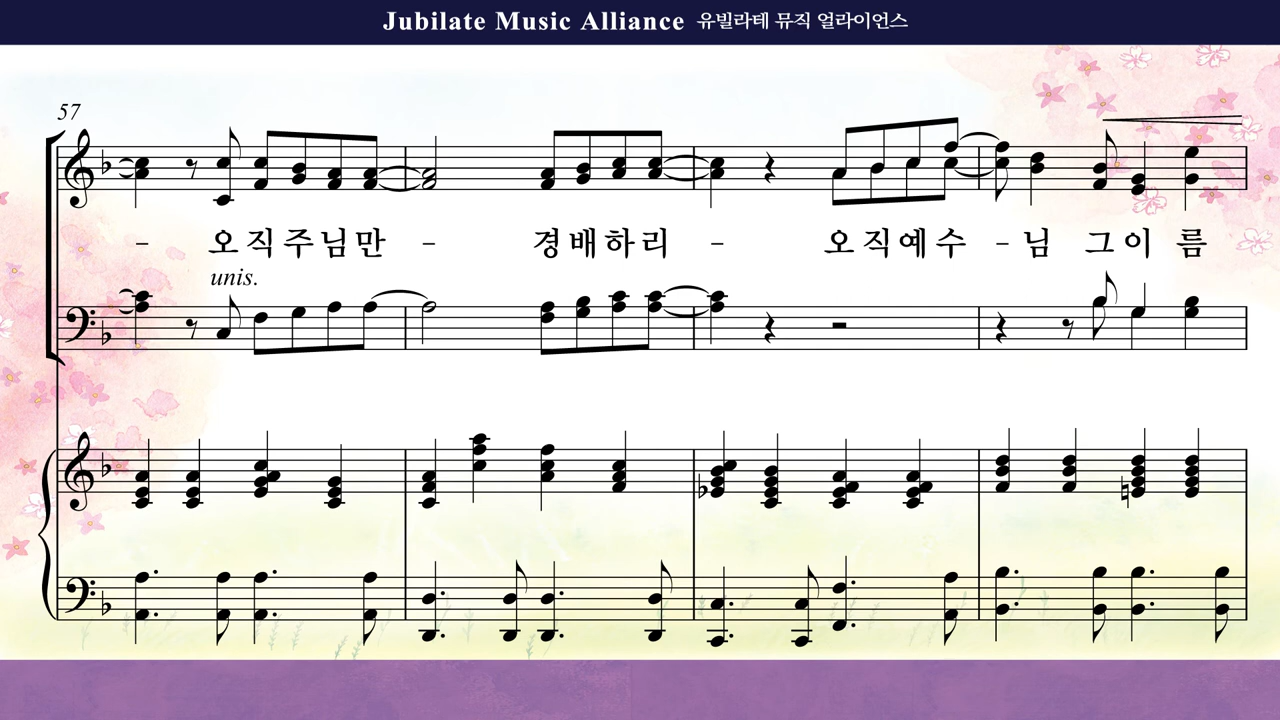 Jubilate Music Alliance 유빌라테 뮤직 얼라이언스
57
- 오직주님만 - 경배하리 - 오직예수 - 님 그이 름
unis.